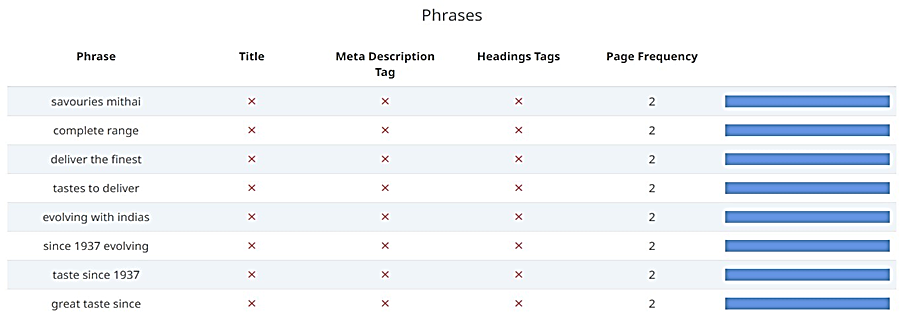 Phrases
Phrase Title Meta Description Tag Headings Tags Page Frequency
savouries mithai ✕ ✕ ✕ 2
complete range ✕ ✕ ✕ 2
deliver the finest ✕ ✕ ✕ 2
tastes to deliver ✕ ✕ ✕ 2
evolving with indias ✕ ✕ ✕ 2
since 1937 evolving ✕ ✕ ✕ 2
taste since 1937 ✕ ✕ ✕ 2
great taste since ✕ ✕ ✕ 2